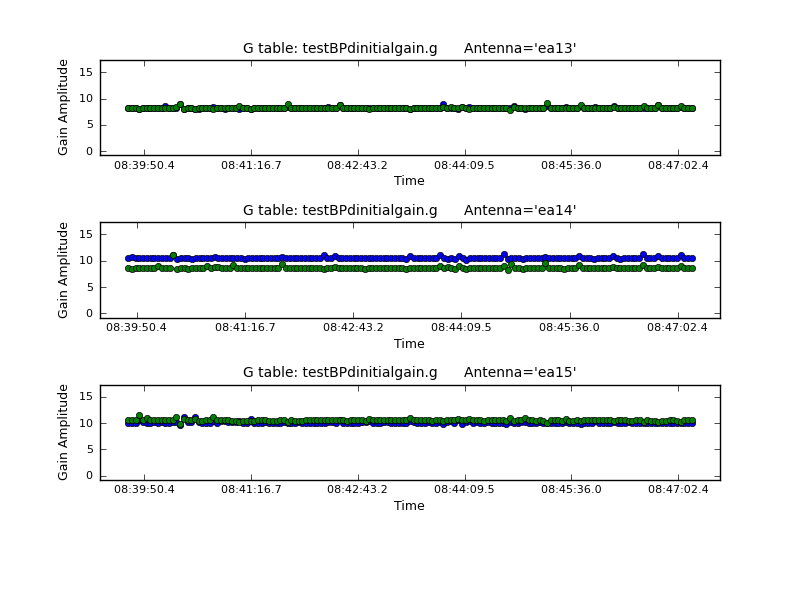 G table: testBPdinitialgain.g Antenna='ea13'
Gain Amplitude
15
10
5
0
08:39:50.4 08:41:16.7 08:42:43.2 08:44:09.5 08:45:36.0 08:47:02.4
Time
G table: testBPdinitialgain.g Antenna='ea14'
Gain Amplitude
15
10
5
0
08:39:50.4 08:41:16.7 08:42:43.2 08:44:09.5 08:45:36.0 08:47:02.4
Time
G table: testBPdinitialgain.g Antenna='ea15'
Gain Amplitude
15
10
5
0
08:39:50.4 08:41:16.7 08:42:43.2 08:44:09.5 08:45:36.0 08:47:02.4
Time